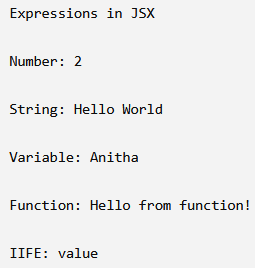 Expressions in JSX
Number: 2
String: Hello World
Variable: Anitha
Function: Hello from function!
IIFE: value